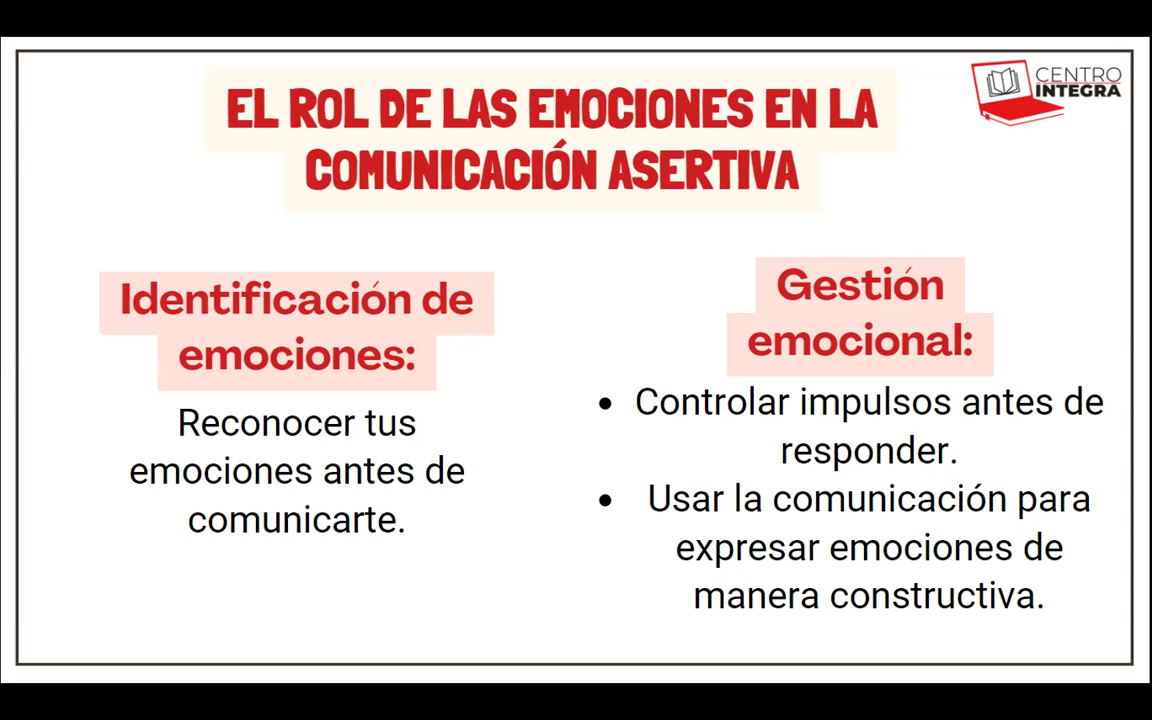 EL ROL DE LAS EMOCIONES EN LA
COMUNICACIÓN ASERTIVA
CENTRO
INTEGRA
Identificación de
emociones:
Reconocer tus
emociones antes de
comunicarte.
Gestión
emocional:
• Controlar impulsos antes de
responder.
• Usar la comunicación para
expresar emociones de
manera constructiva.